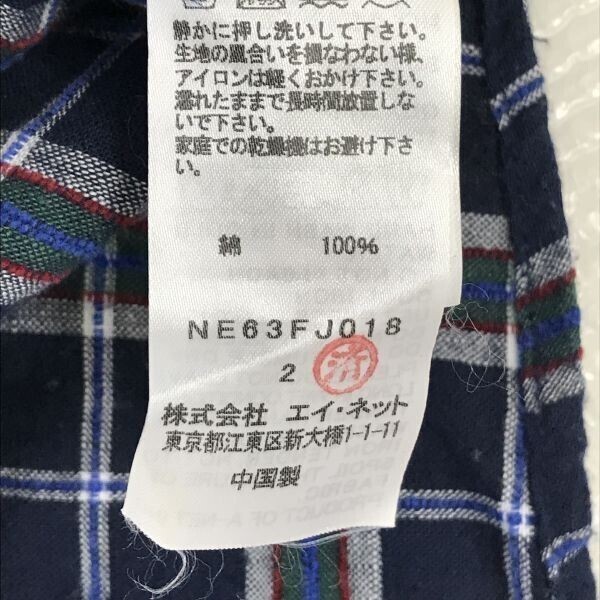 静かに押し洗いして下さい。
生地の風合いを損なわない様、
アイロンは軽くおかけ下さい。
濡れたままで長時間放置しな
いで下さい。
家庭での乾燥機はお避け下さ
い。
綿 100%
NE63FJ018
2 済
株式会社 エイ・ネット
東京都江東区新大橋1-1-11
中国製